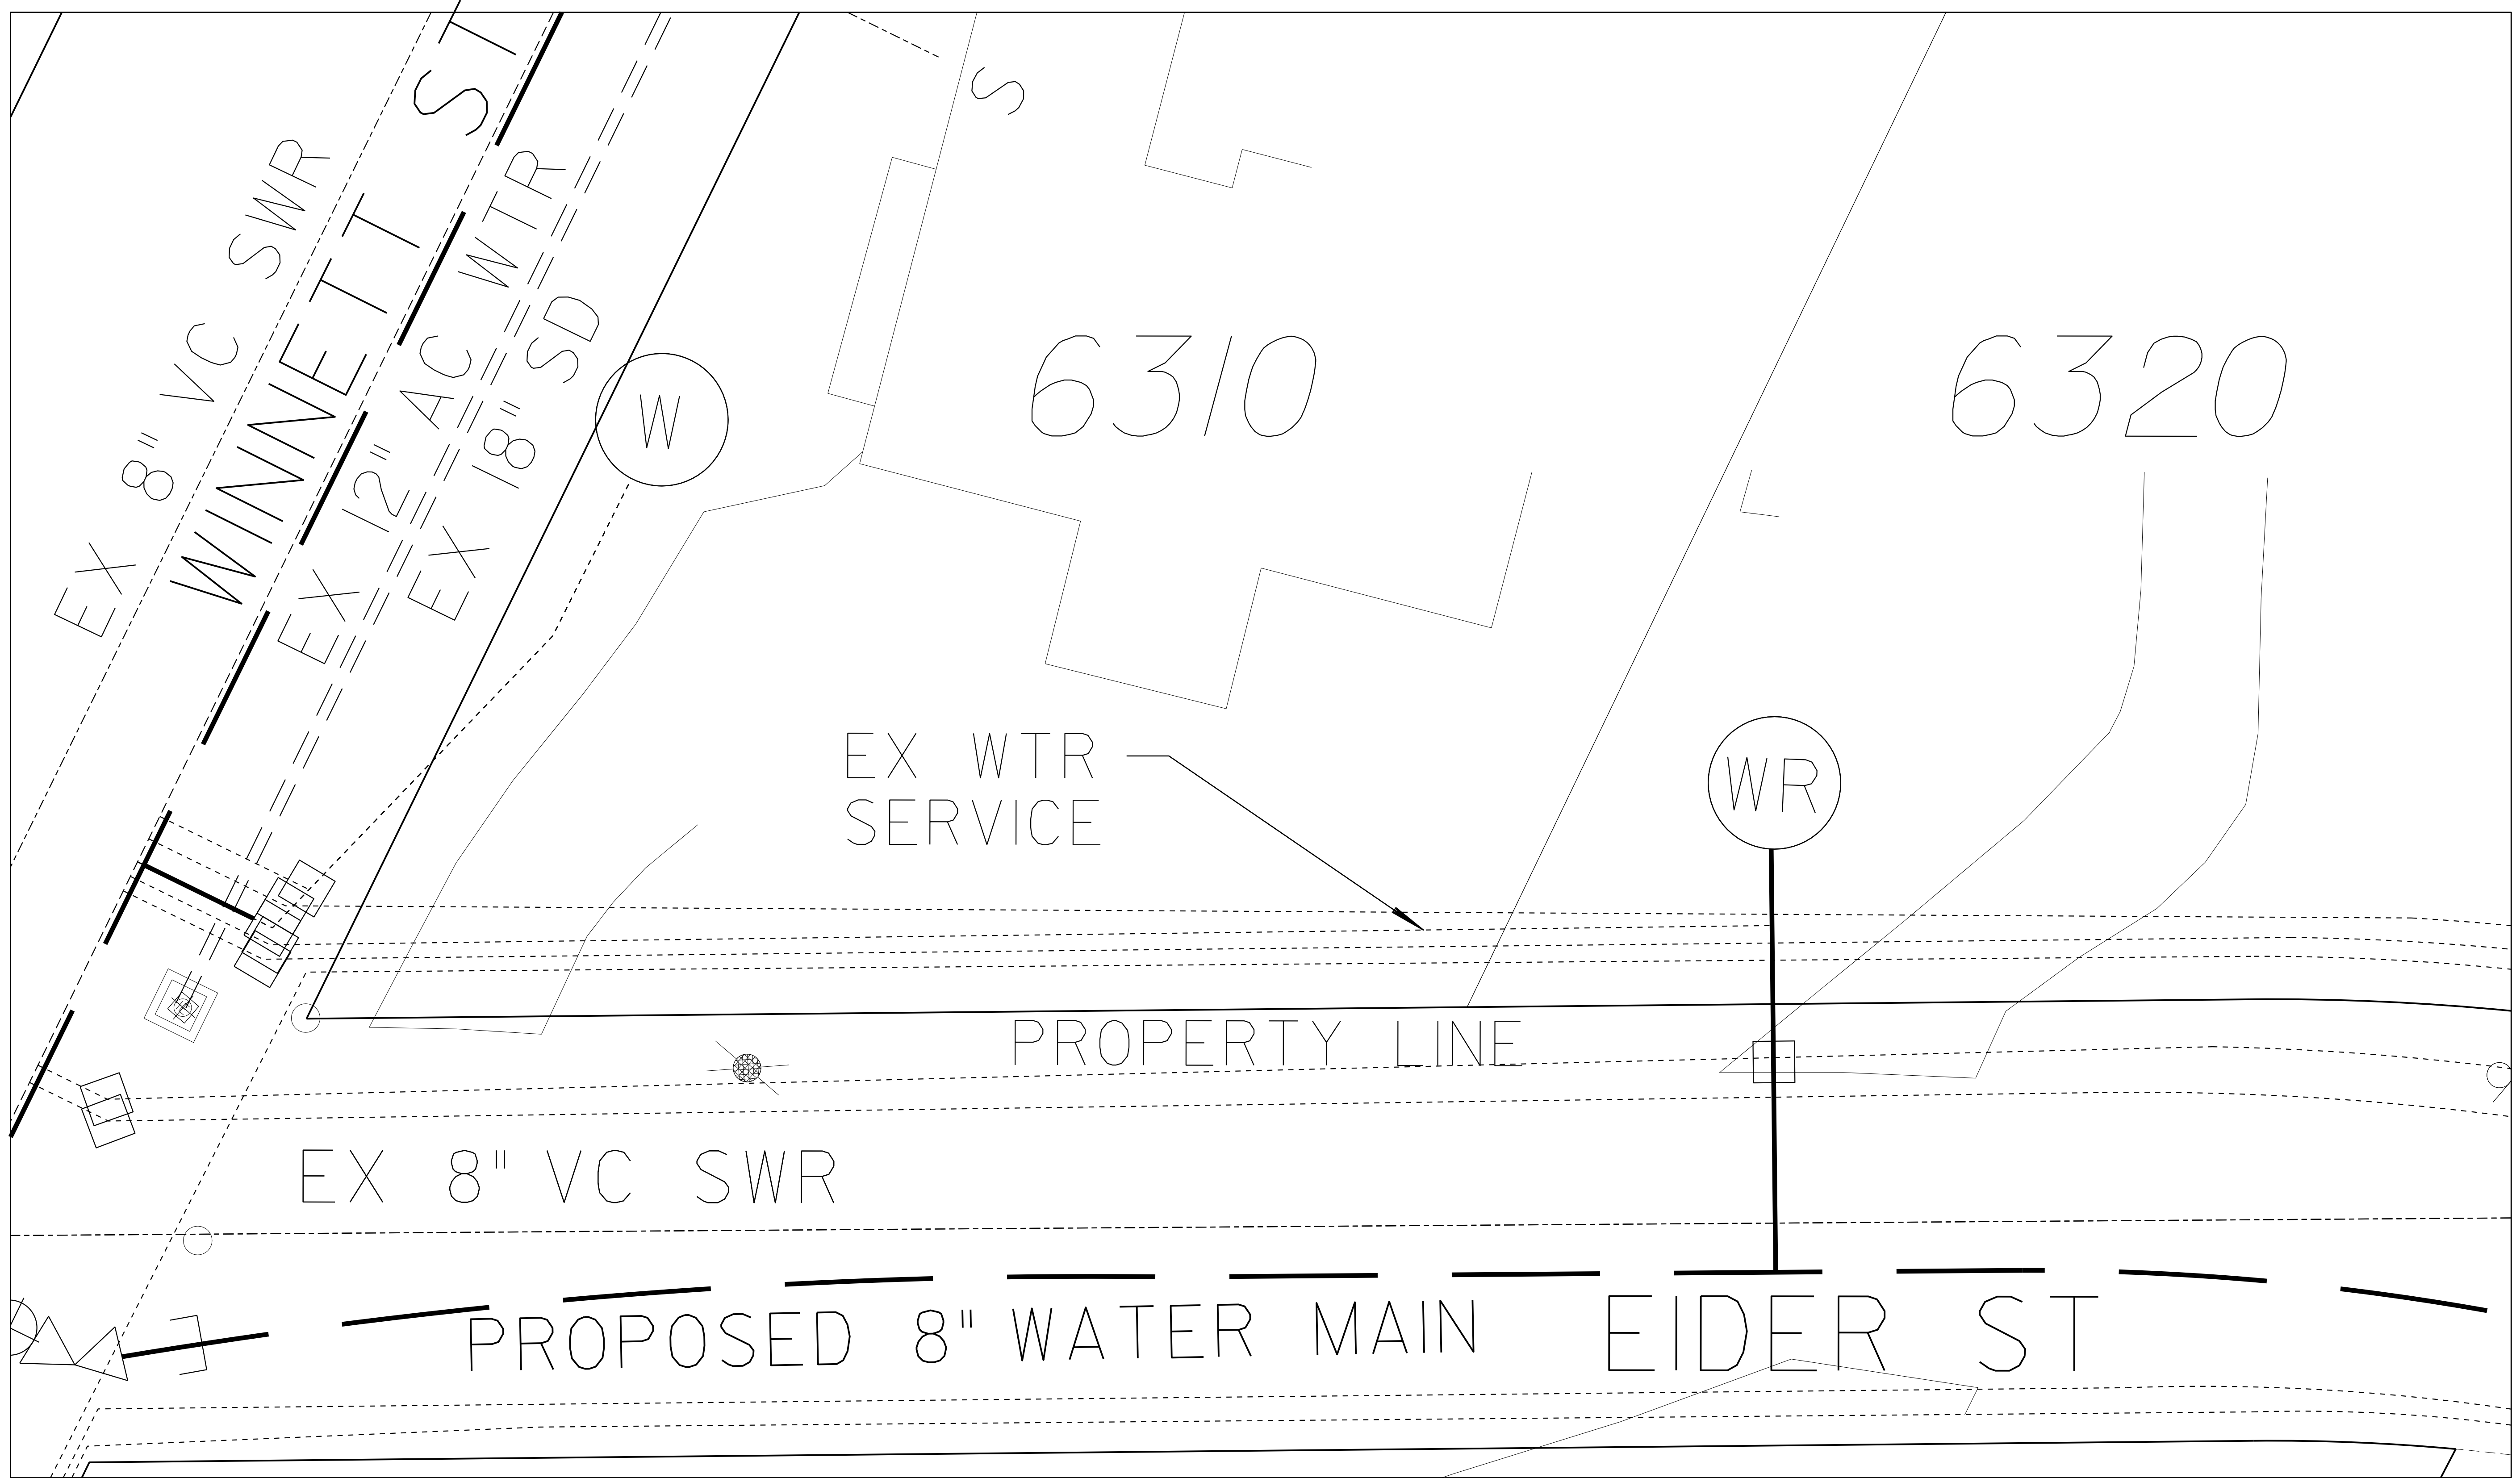 EX 8" VC SWR
WINNETT ST
EX 12" AC WTR
EX 18" SD
S
W
6310
6320
EX WTR
SERVICE
WR
PROPERTY LINE
EX 8" VC SWR
PROPOSED 8" WATER MAIN
EIDER ST